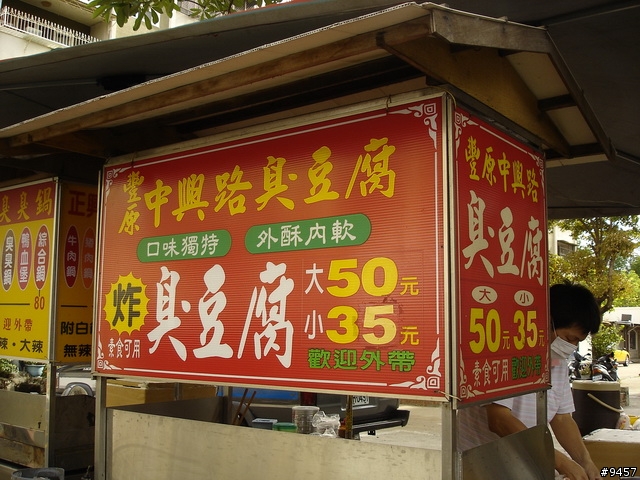 豐原
中興路臭豆腐
口味獨特
外酥內軟
炸
臭豆腐
大50元
小35元
素食可用
歡迎外帶
豐原中興路
臭豆腐
大
小
50元
35元
素食可用
歡迎外帶
臭臭鍋
臭臭鍋
鴨血堡
綜合鍋
80
迎外帶
辣·大辣
正
牛肉鍋
附白
無辣
#9457